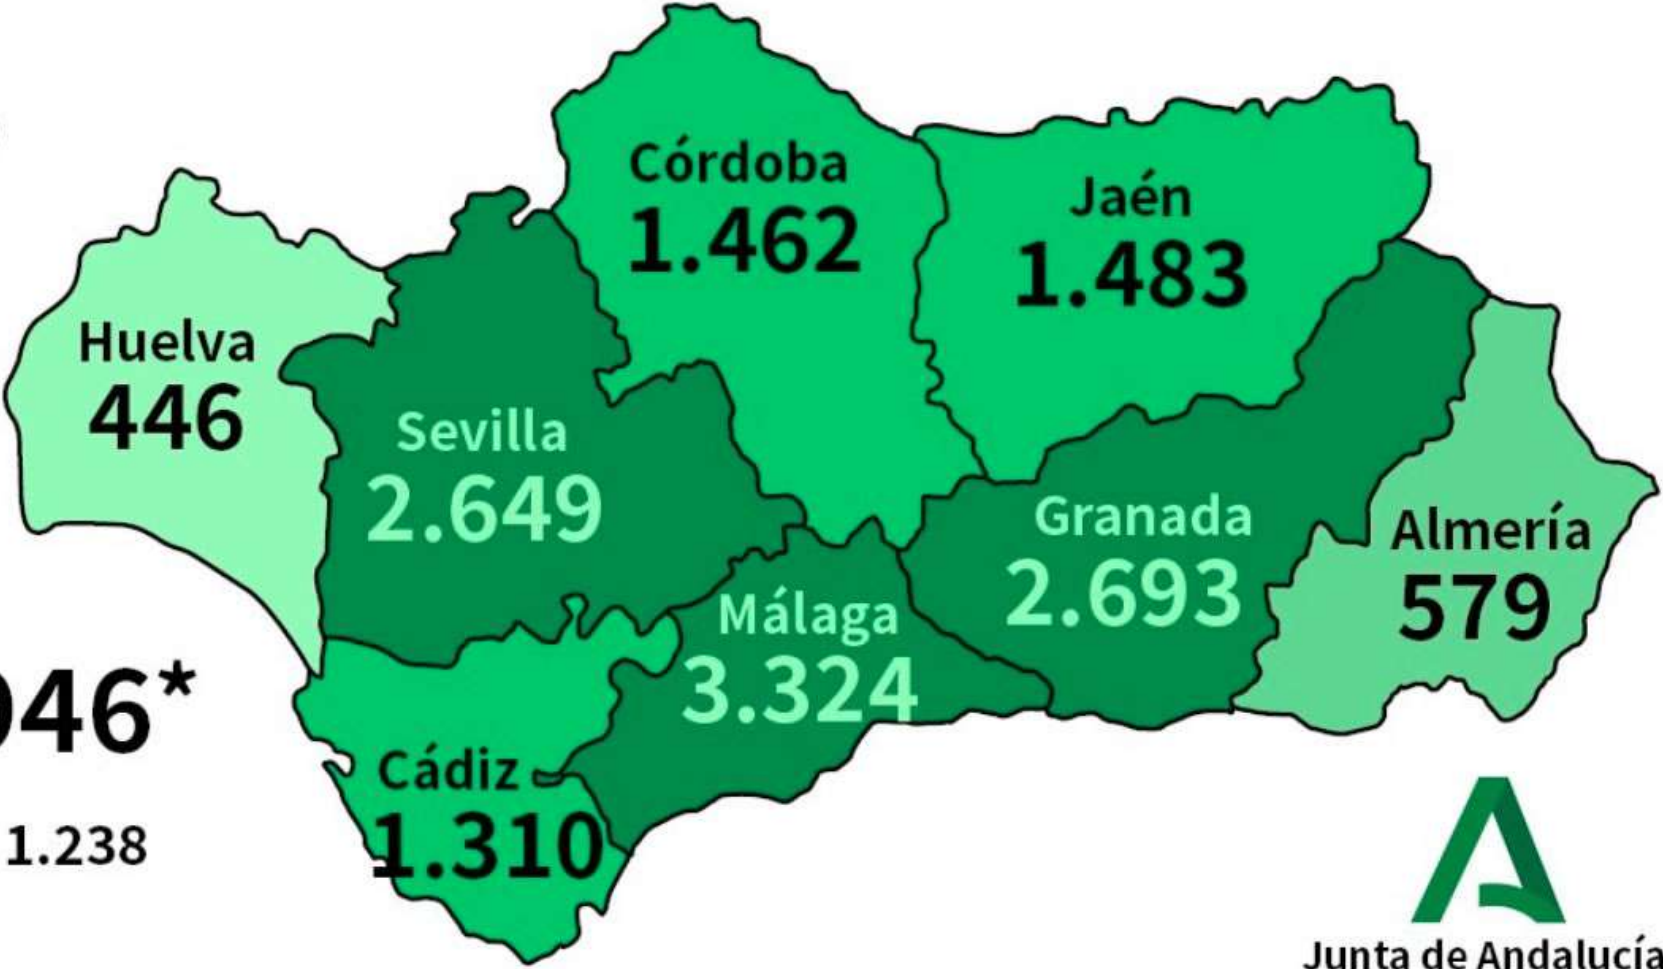 Córdoba
1.462
Jaén
1.483
Huelva
446
Sevilla
2.649
Granada
2.693
Almería
579
Málaga
3.324
046*
Cádiz
1.310
1.238
Junta de Andalucía